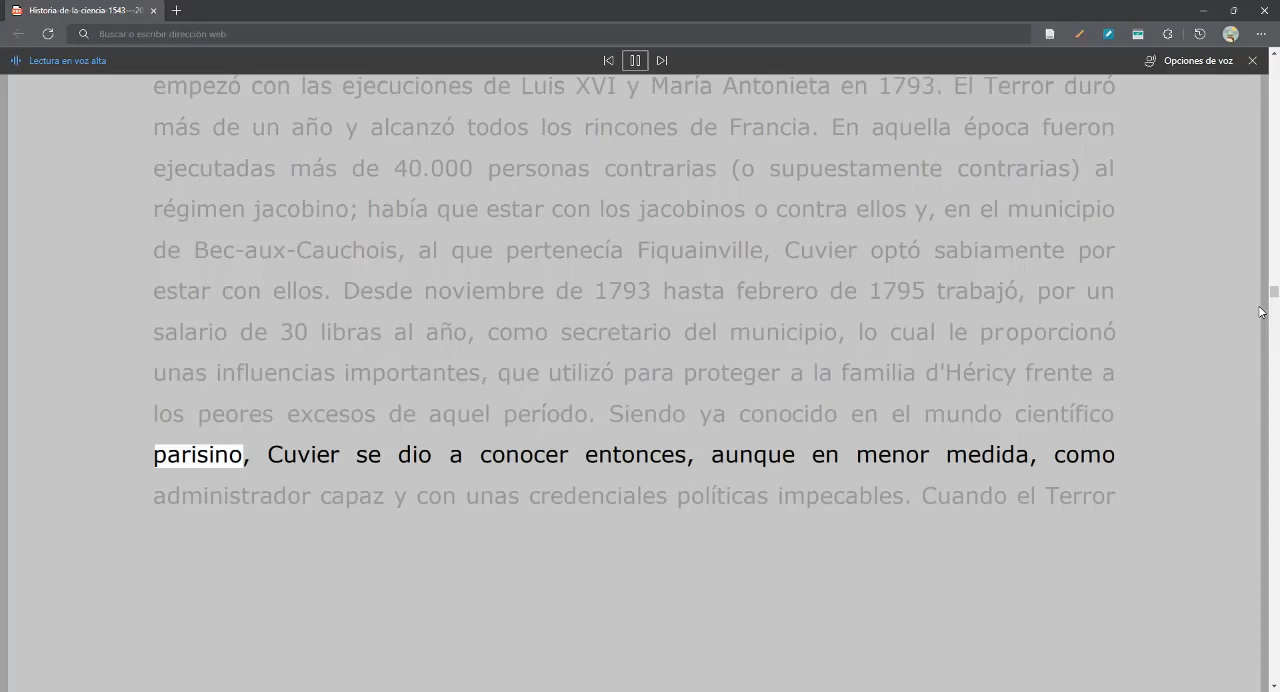 Historia-de-la-ciencia-1543---20
Buscar o escribir dirección web
Lectura en voz alta
Opciones de voz
empezó con las ejecuciones de Luis XVI y María Antonieta en 1793. El Terror duró
más de un año y alcanzó todos los rincones de Francia. En aquella época fueron
ejecutadas más de 40.000 personas contrarias (o supuestamente contrarias) al
régimen jacobino; había que estar con los jacobinos o contra ellos y, en el municipio
de Bec-aux-Cauchois, al que pertenecía Fiquainville, Cuvier optó sabiamente por
estar con ellos. Desde noviembre de 1793 hasta febrero de 1795 trabajó, por un
salario de 30 libras al año, como secretario del municipio, lo cual le proporcionó
unas influencias importantes, que utilizó para proteger a la familia d'Héricy frente a
los peores excesos de aquel período. Siendo ya conocido en el mundo científico
parisino, Cuvier se dio a conocer entonces, aunque en menor medida, como
administrador capaz y con unas credenciales políticas impecables. Cuando el Terror